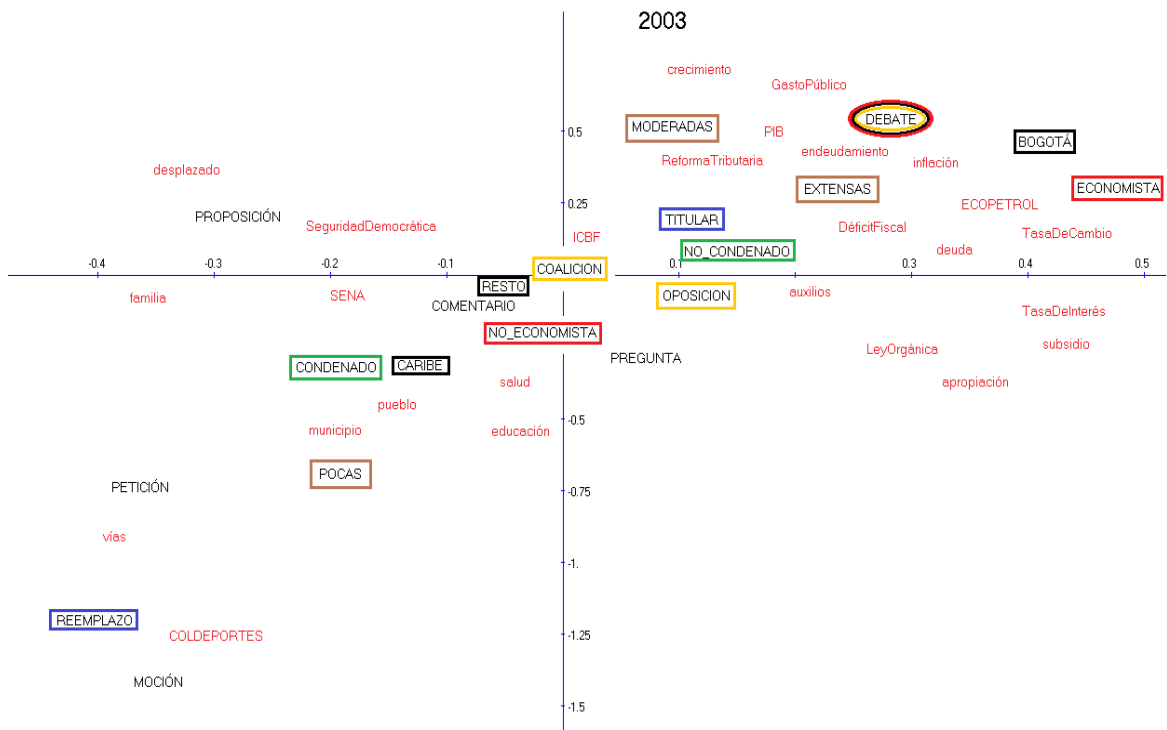 2003
crecimiento
GastoPúblico
DEBATE
MODERADAS
PIB
0.5
BOGOTÁ
endeudamiento
ReformaTributaria
inflación
desplazado
EXTENSAS
ECONOMISTA
0.25
ECOPETROL
PROPOSICIÓN
TITULAR
SeguridadDemocrática
DéficitFiscal
ICBF
TasaDeCambio
NO_CONDENADO
deuda
-0.4 -0.3 -0.2 -0.1 0.1 0.2 0.3 0.4 0.5
COALICION
RESTO
familia
SENA
OPOSICION
auxilios
COMENTARIO
TasaDeInterés
NO_ECONOMISTA
subsidio
LeyOrgánica
PREGUNTA
CONDENADO
CARIBE
salud
apropiación
pueblo
-0.5
municipio
educación
POCAS
PETICIÓN
-0.75
vías
-1.
REEMPLAZO
COLDEPORTES
-1.25
MOCIÓN
-1.5